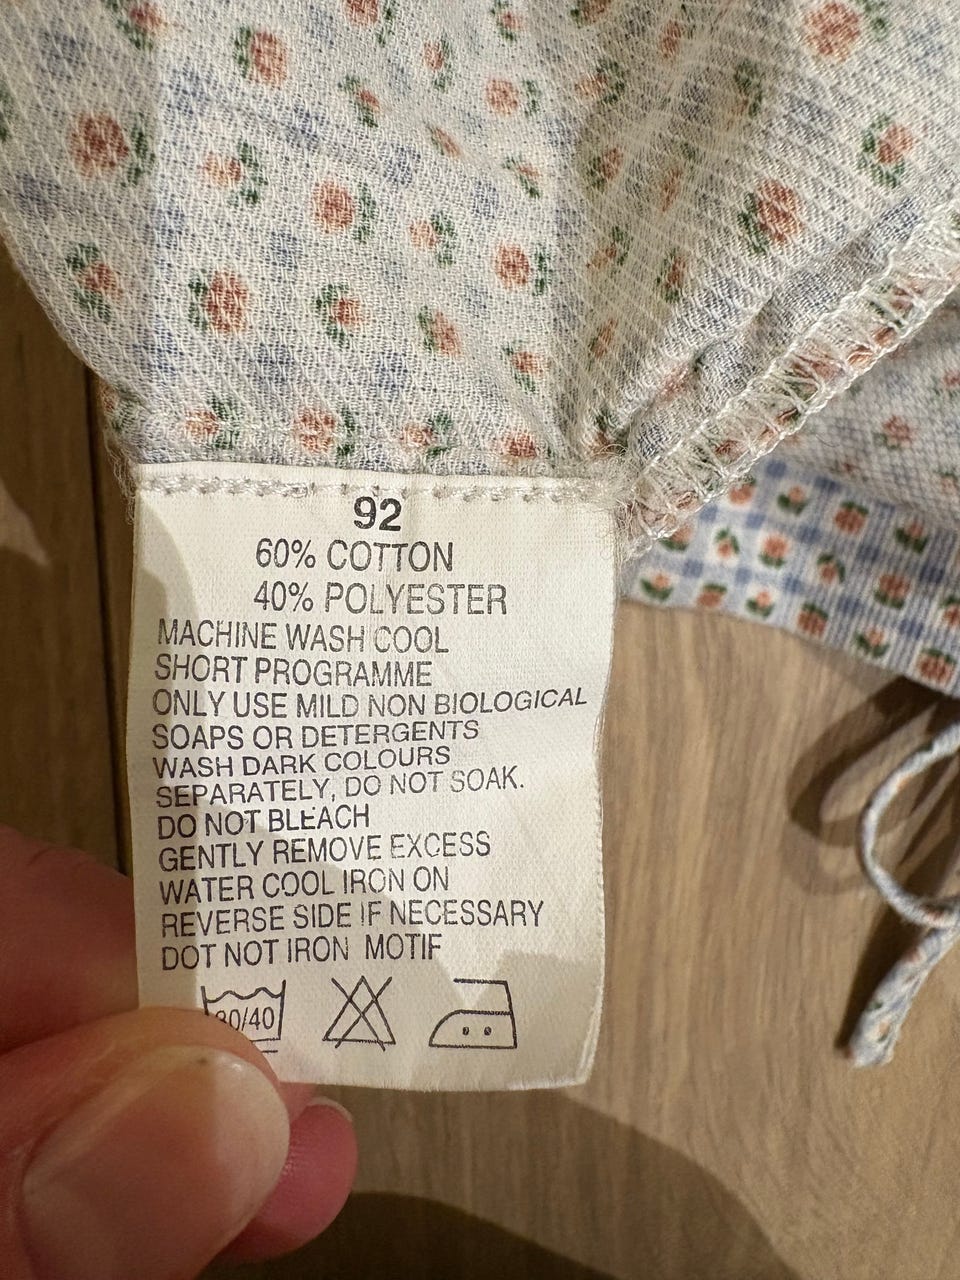 92
60% COTTON
40% POLYESTER
MACHINE WASH COOL
SHORT PROGRAMME
ONLY USE MILD NON BIOLOGICAL
SOAPS OR DETERGENTS
WASH DARK COLOURS
SEPARATELY, DO NOT SOAK.
DO NOT BLEACH
GENTLY REMOVE EXCESS
WATER COOL IRON ON
REVERSE SIDE IF NECESSARY
DOT NOT IRON MOTIF
30/40